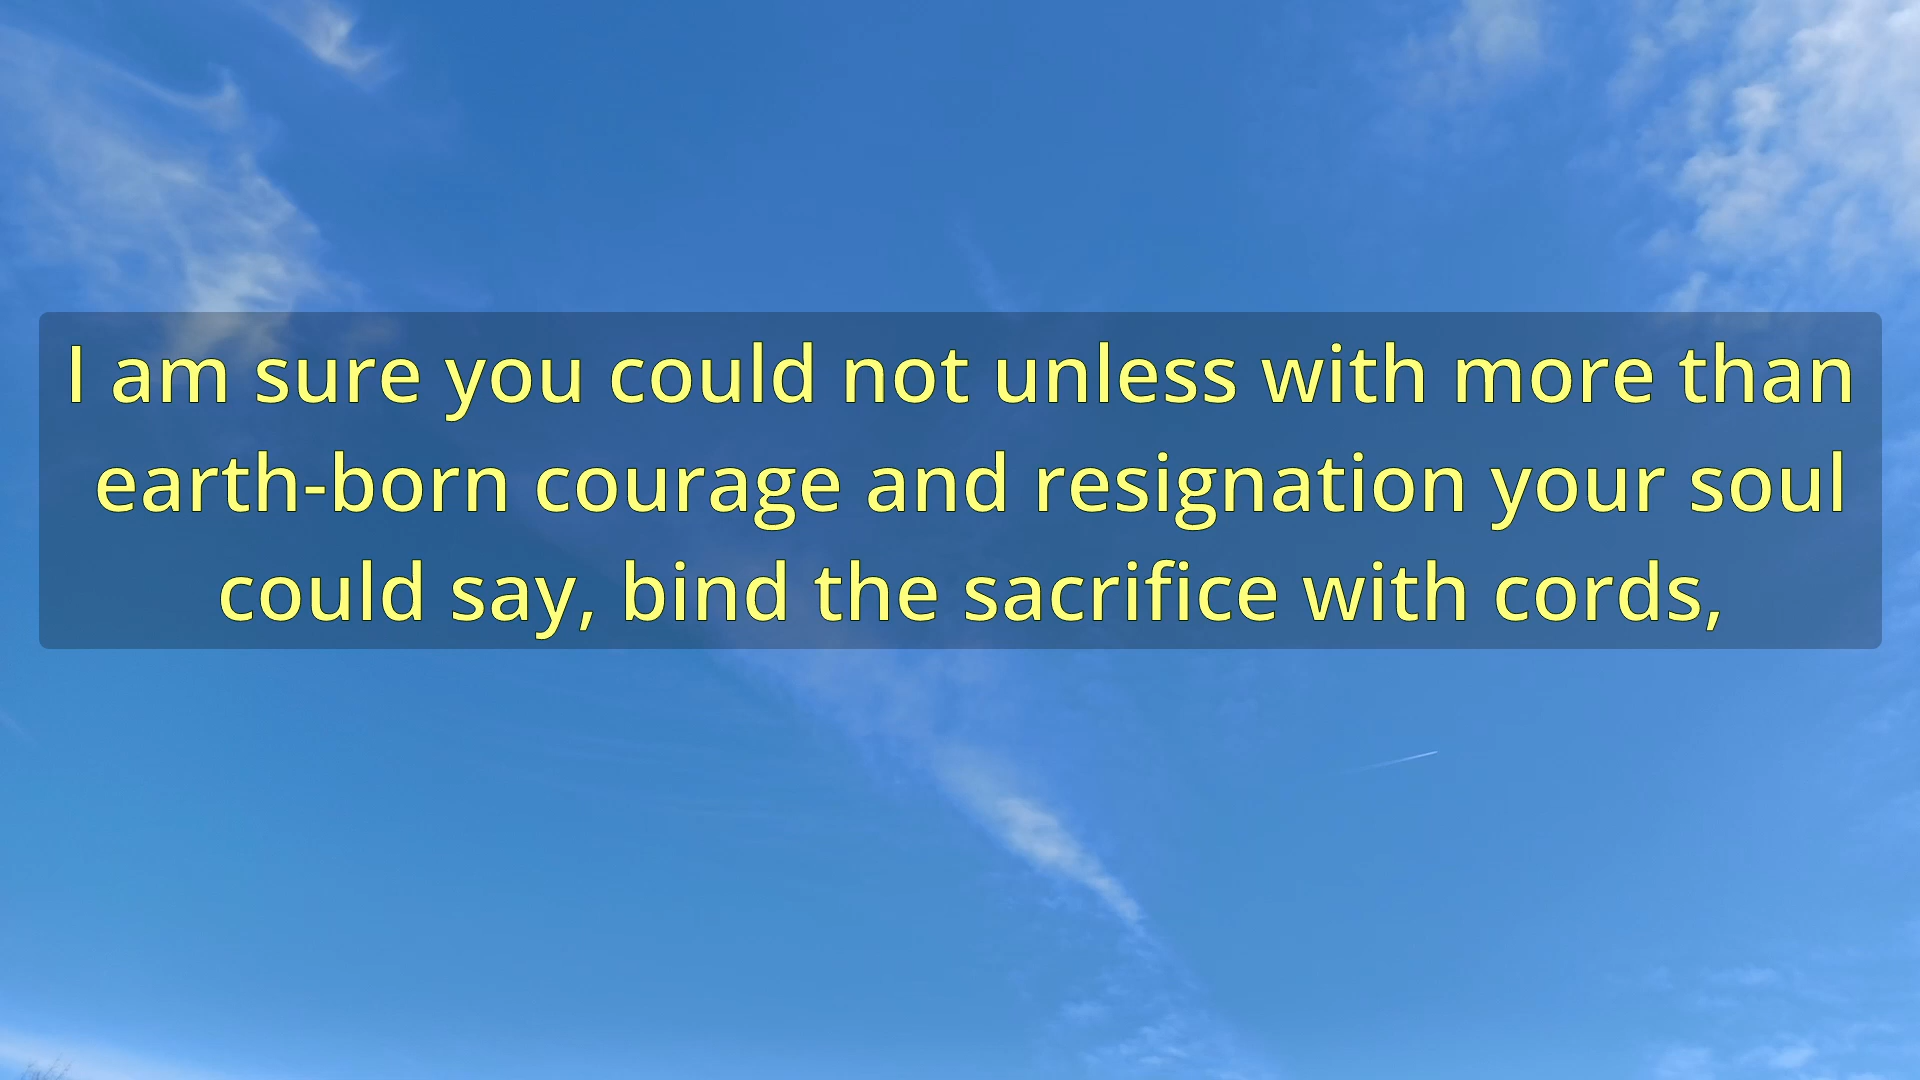 I am sure you could not unless with more than
earth-born courage and resignation your soul
could say, bind the sacrifice with cords,